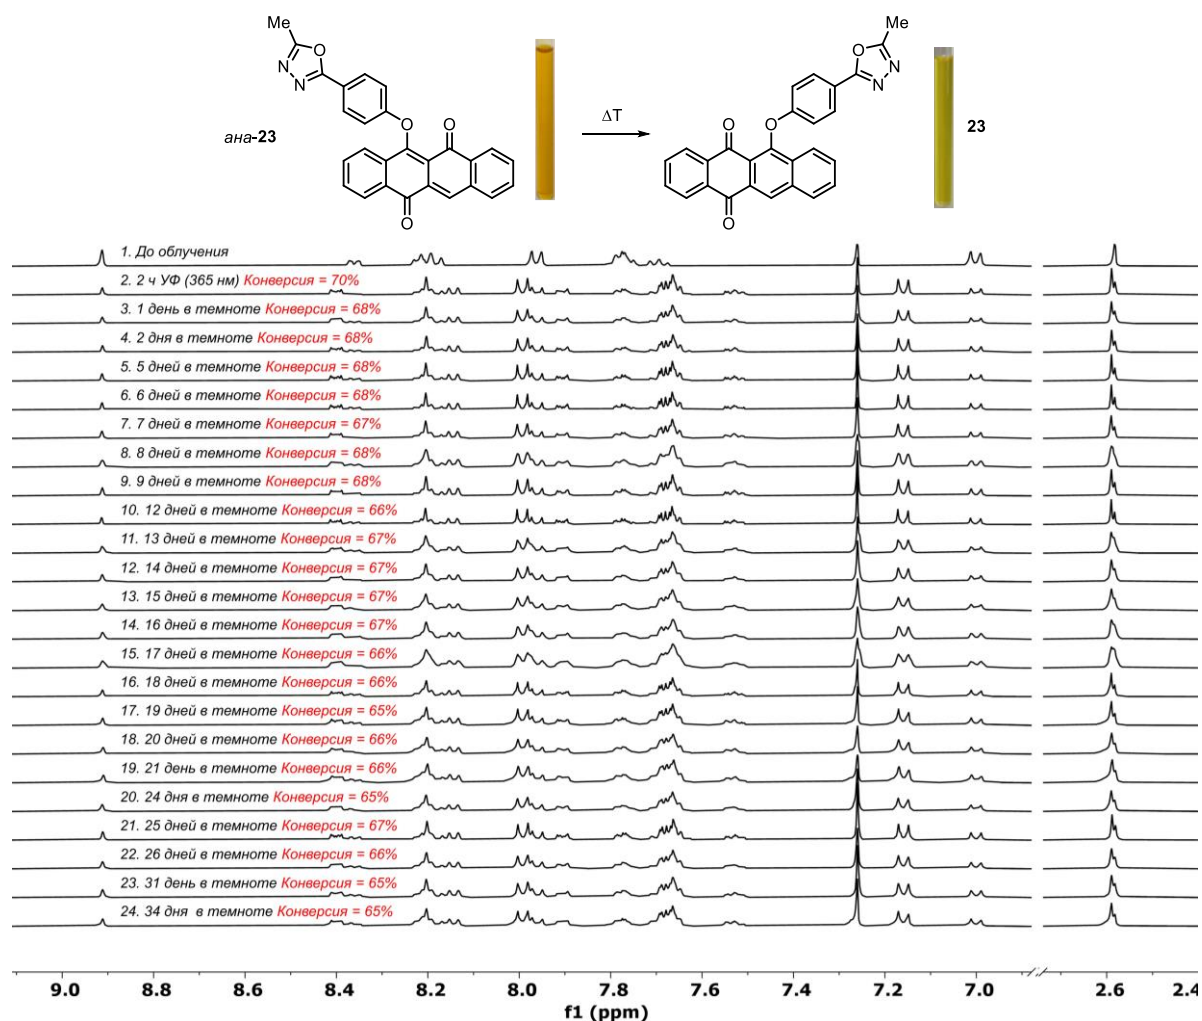 Me
O
N
N
O
O
O
ана-23
ΔT
Me
O
N
N
O
O
O
23
1. До облучения
2. 2 ч УФ (365 нм) Конверсия = 70%
3. 1 день в темноте Конверсия = 68%
4. 2 дня в темноте Конверсия = 68%
5. 5 дней в темноте Конверсия = 68%
6. 6 дней в темноте Конверсия = 68%
7. 7 дней в темноте Конверсия = 67%
8. 8 дней в темноте Конверсия = 68%
9. 9 дней в темноте Конверсия = 68%
10. 12 дней в темноте Конверсия = 66%
11. 13 дней в темноте Конверсия = 67%
12. 14 дней в темноте Конверсия = 67%
13. 15 дней в темноте Конверсия = 67%
14. 16 дней в темноте Конверсия = 67%
15. 17 дней в темноте Конверсия = 66%
16. 18 дней в темноте Конверсия = 66%
17. 19 дней в темноте Конверсия = 65%
18. 20 дней в темноте Конверсия = 66%
19. 21 день в темноте Конверсия = 66%
20. 24 дня в темноте Конверсия = 65%
21. 25 дней в темноте Конверсия = 67%
22. 26 дней в темноте Конверсия = 66%
23. 31 день в темноте Конверсия = 65%
24. 34 дня в темноте Конверсия = 65%
9.0 8.8 8.6 8.4 8.2 8.0 7.8 7.6 7.4 7.2 7.0 2.6 2.4
f1 (ppm)